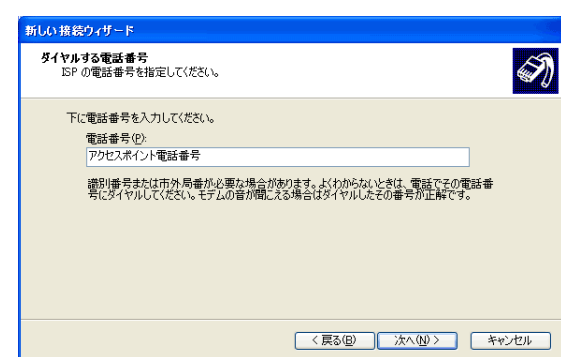 新しい接続ウィザード
ダイヤルする電話番号
ISP の電話番号を指定してください。
下に電話番号を入力してください。
電話番号(P):
アクセスポイント電話番号
識別番号または市外局番が必要な場合があります。よくわからないときは、電話でその電話番
号にダイヤルしてください。モデムの音が聞こえる場合はダイヤルしたその番号が正解です。
< 戻る(B)
次へ(N) >
キャンセル